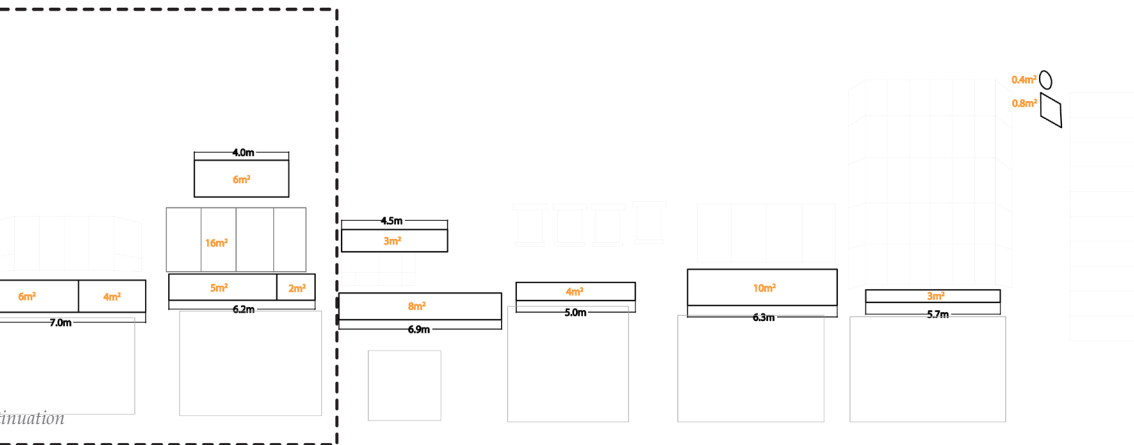 0.4m²
0.8m²
4.0m
6m²
4.5m
16m²
3m²
6m²
4m²
5m²
2m²
8m²
4m²
10m²
3m²
7.0m
6.2m
6.9m
5.0m
6.3m
5.7m
tinuation